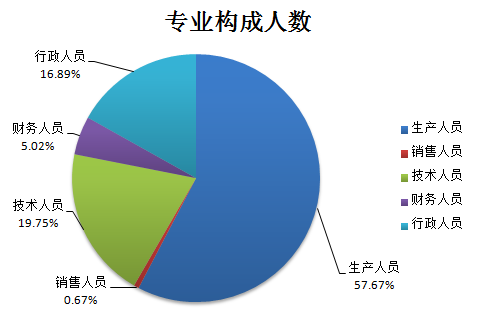 专业构成人数
行政人员
16.89%
财务人员
5.02%
技术人员
19.75%
销售人员
0.67%
生产人员
57.67%
生产人员
销售人员
技术人员
财务人员
行政人员